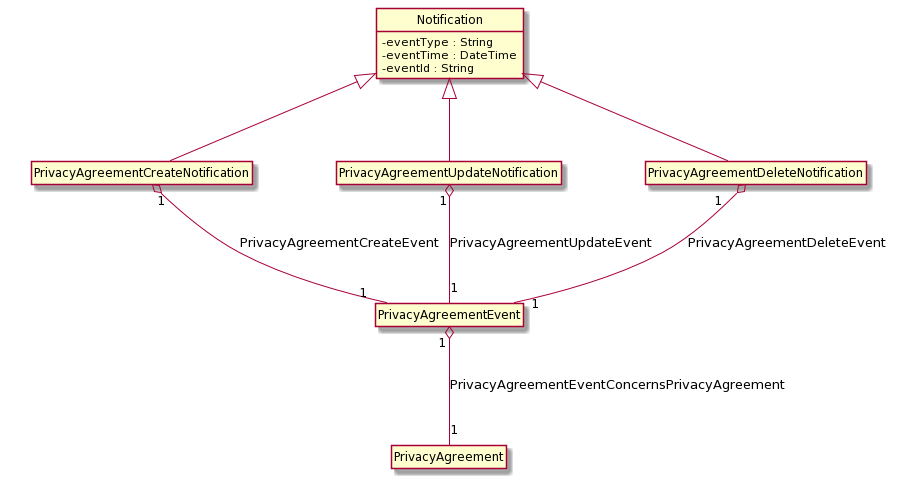 Notification
-eventType : String
-eventTime : DateTime
-eventId : String
PrivacyAgreementCreateNotification
PrivacyAgreementUpdateNotification
PrivacyAgreementDeleteNotification
1
1
1
PrivacyAgreementCreateEvent
PrivacyAgreementUpdateEvent
PrivacyAgreementDeleteEvent
1
1
1
PrivacyAgreementEvent
1
PrivacyAgreementEventConcernsPrivacyAgreement
1
PrivacyAgreement